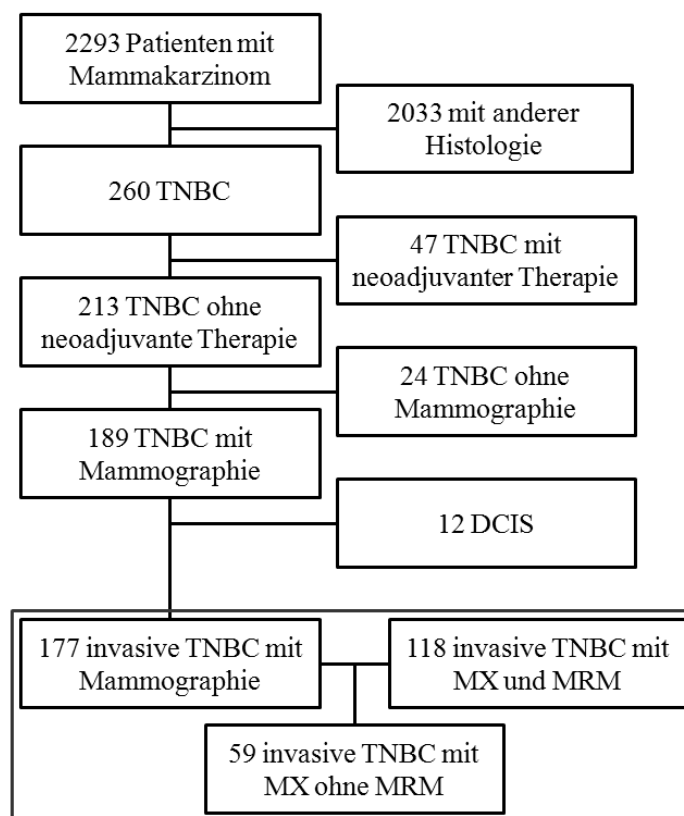 2293 Patienten mit
Mammakarzinom
2033 mit anderer
Histologie
260 TNBC
47 TNBC mit
neoadjuvanter Therapie
213 TNBC ohne
neoadjuvante Therapie
24 TNBC ohne
Mammographie
189 TNBC mit
Mammographie
12 DCIS
177 invasive TNBC mit
Mammographie
118 invasive TNBC mit
MX und MRM
59 invasive TNBC mit
MX ohne MRM